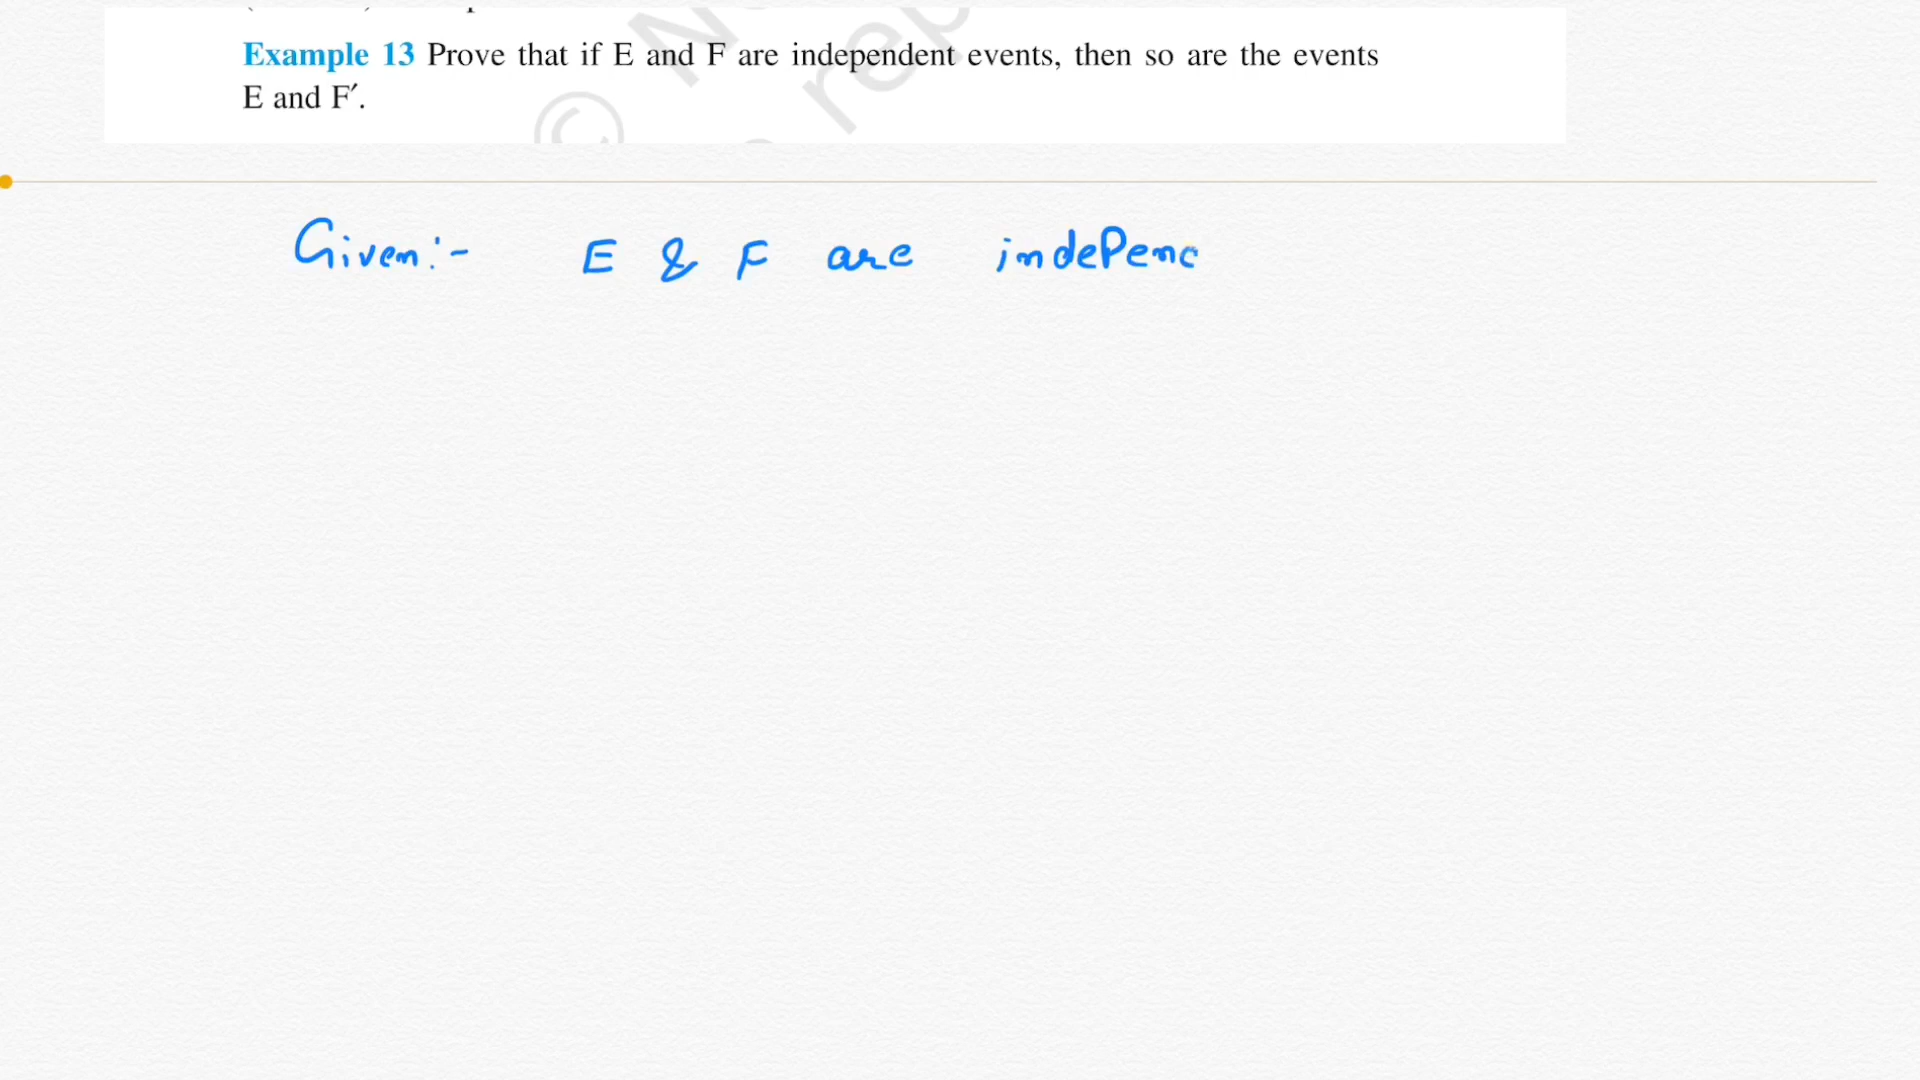 Example 13 Prove that if E and F are independent events, then so are the events
E and F′.
Given:- E & F are indePenc